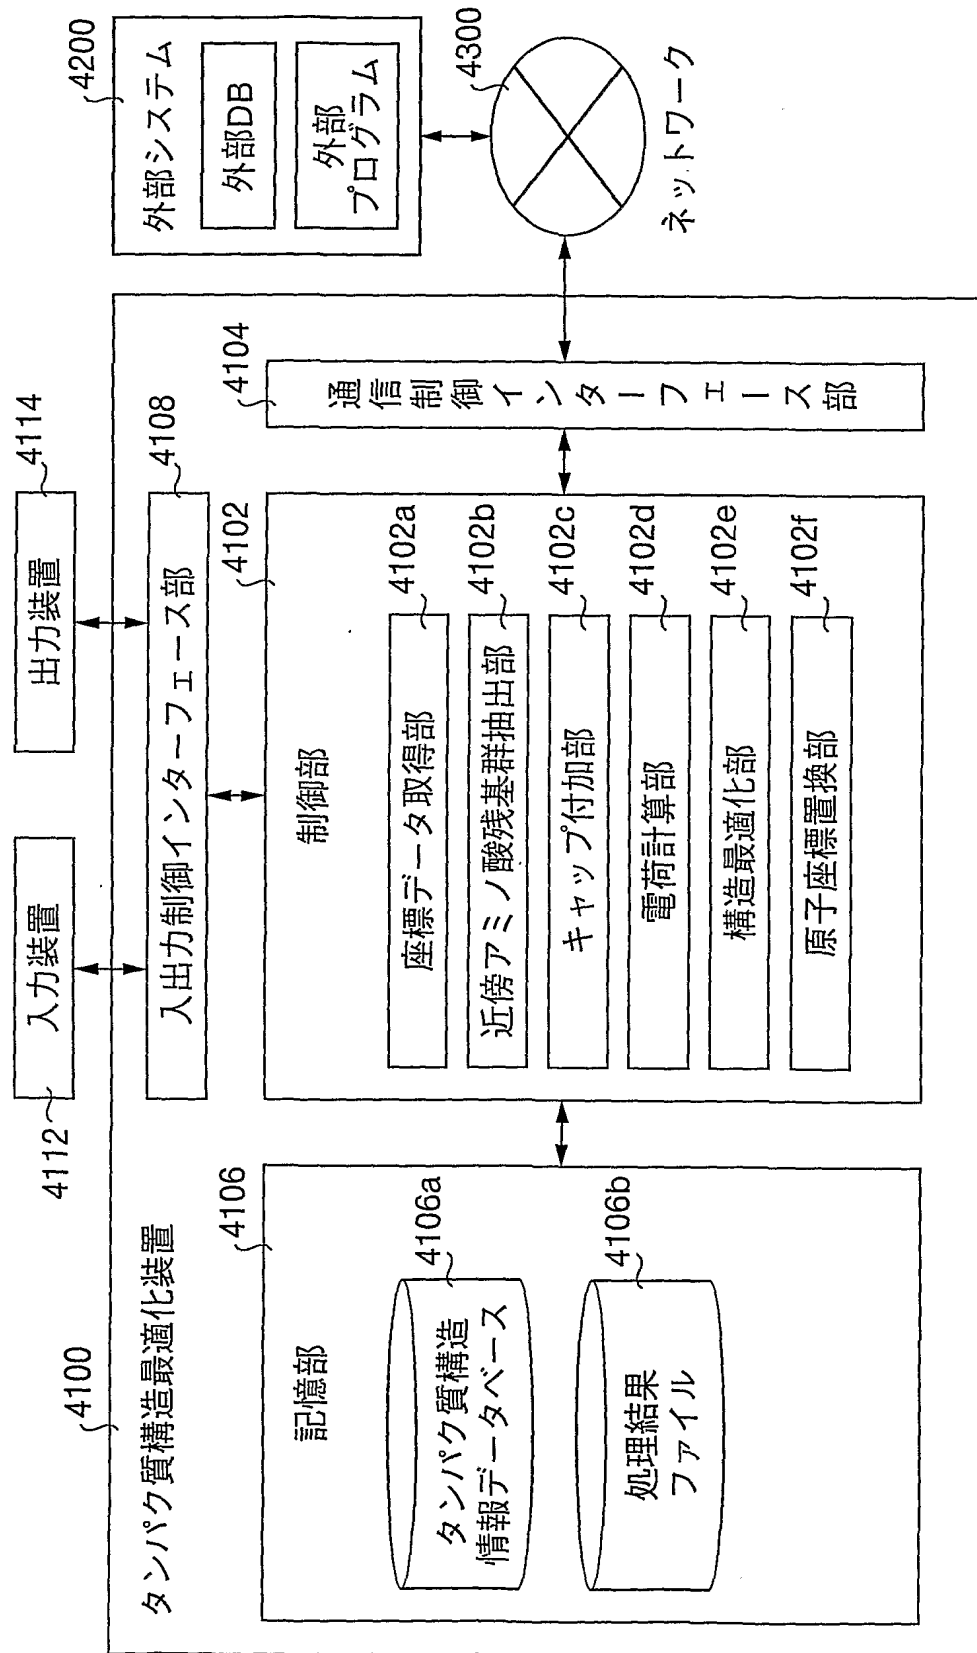 4112
入力装置
出力装置
4114
4100
タンパク質構造最適化装置
入出力制御インターフェース部
4108
4106
記憶部
タンパク質構造
情報データベース
4106a
処理結果
ファイル
4106b
4102
制御部
座標データ取得部
4102a
近傍アミノ酸残基群抽出部
4102b
キャップ付加部
4102c
電荷計算部
4102d
構造最適化部
4102e
原子座標置換部
4102f
4104
通信制御インターフェース部
4200
外部システム
外部DB
外部
プログラム
4300
ネットワーク